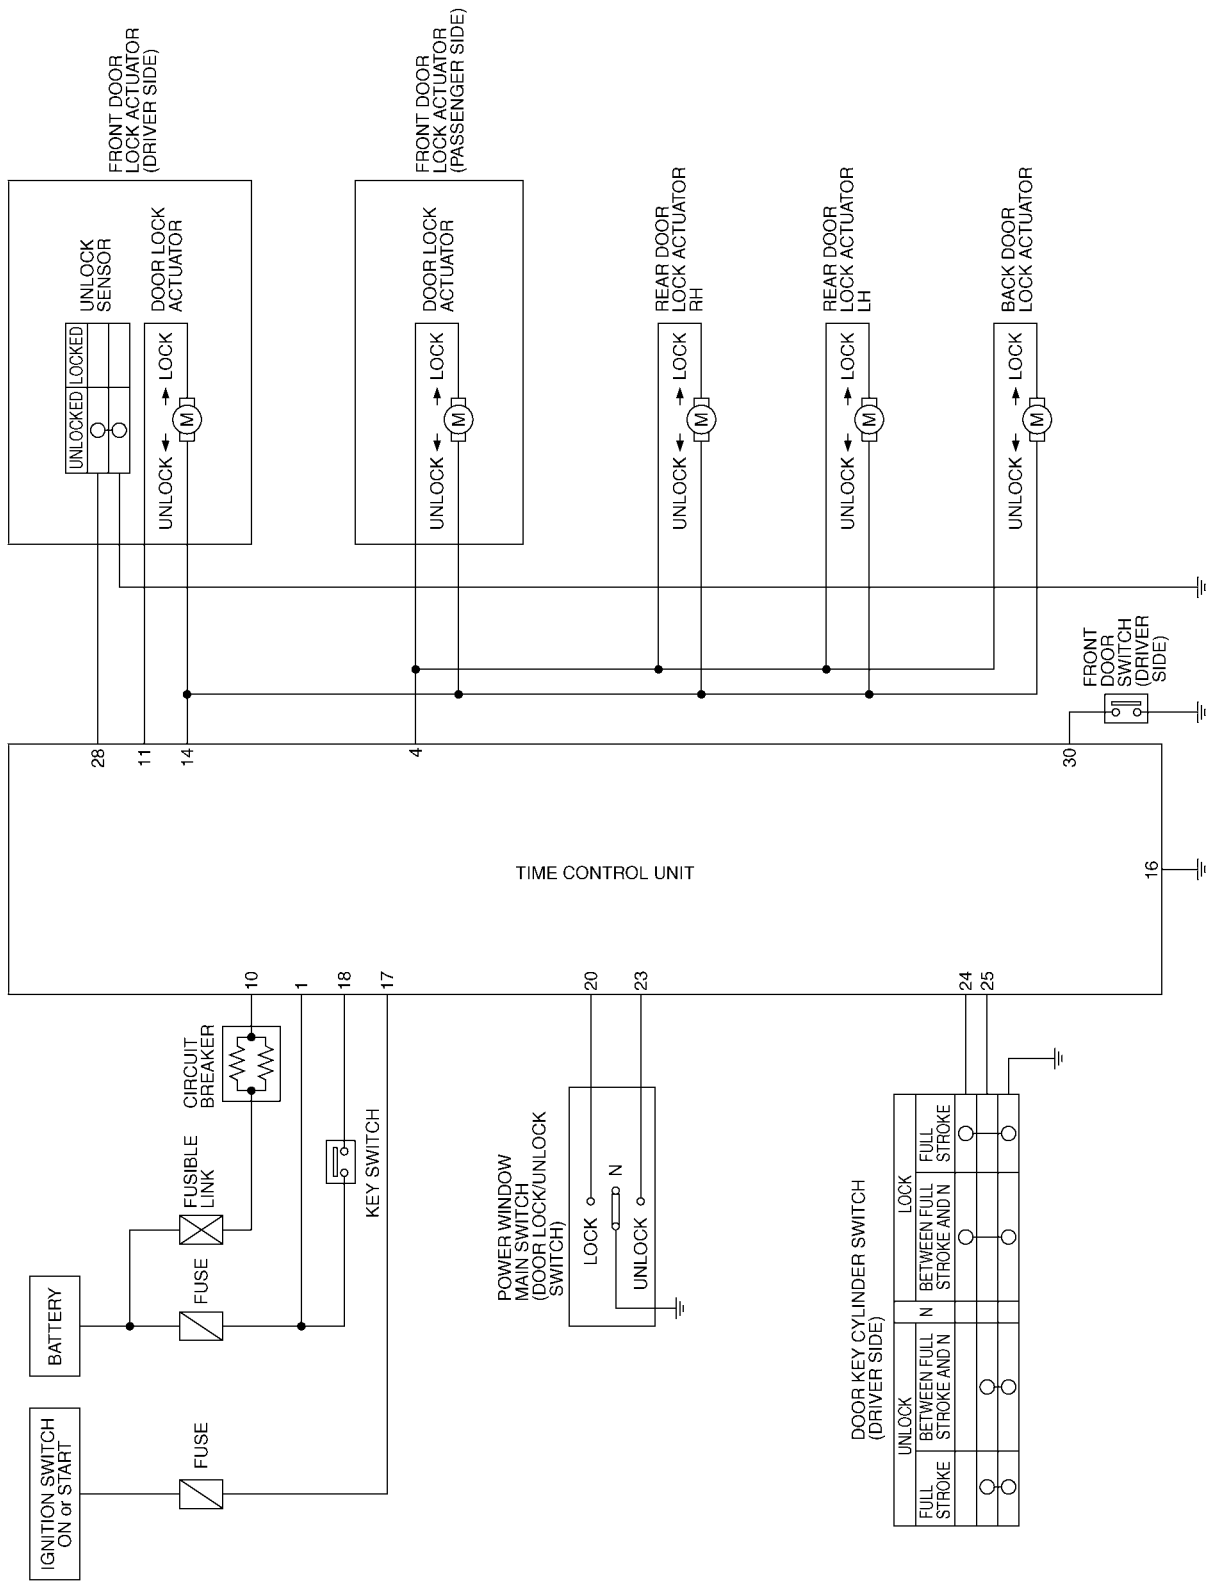 IGNITION SWITCH
ON or START
BATTERY
FUSE
FUSE
FUSIBLE
LINK
CIRCUIT
BREAKER
KEY SWITCH
10
1
18
17
POWER WINDOW
MAIN SWITCH
(DOOR LOCK/UNLOCK
SWITCH)
LOCK
N
UNLOCK
20
23
DOOR KEY CYLINDER SWITCH
(DRIVER SIDE)
UNLOCK
N
LOCK
FULL
STROKE
BETWEEN FULL
STROKE AND N
BETWEEN FULL
STROKE AND N
FULL
STROKE
24
25
TIME CONTROL UNIT
16
28
11
14
4
30
FRONT
DOOR
SWITCH
(DRIVER
SIDE)
UNLOCKED
LOCKED
UNLOCK
SENSOR
UNLOCK
LOCK
DOOR LOCK
ACTUATOR
M
FRONT DOOR
LOCK ACTUATOR
(DRIVER SIDE)
UNLOCK
LOCK
DOOR LOCK
ACTUATOR
M
FRONT DOOR
LOCK ACTUATOR
(PASSENGER SIDE)
UNLOCK
LOCK
M
REAR DOOR
LOCK ACTUATOR
RH
UNLOCK
LOCK
M
REAR DOOR
LOCK ACTUATOR
LH
UNLOCK
LOCK
M
BACK DOOR
LOCK ACTUATOR